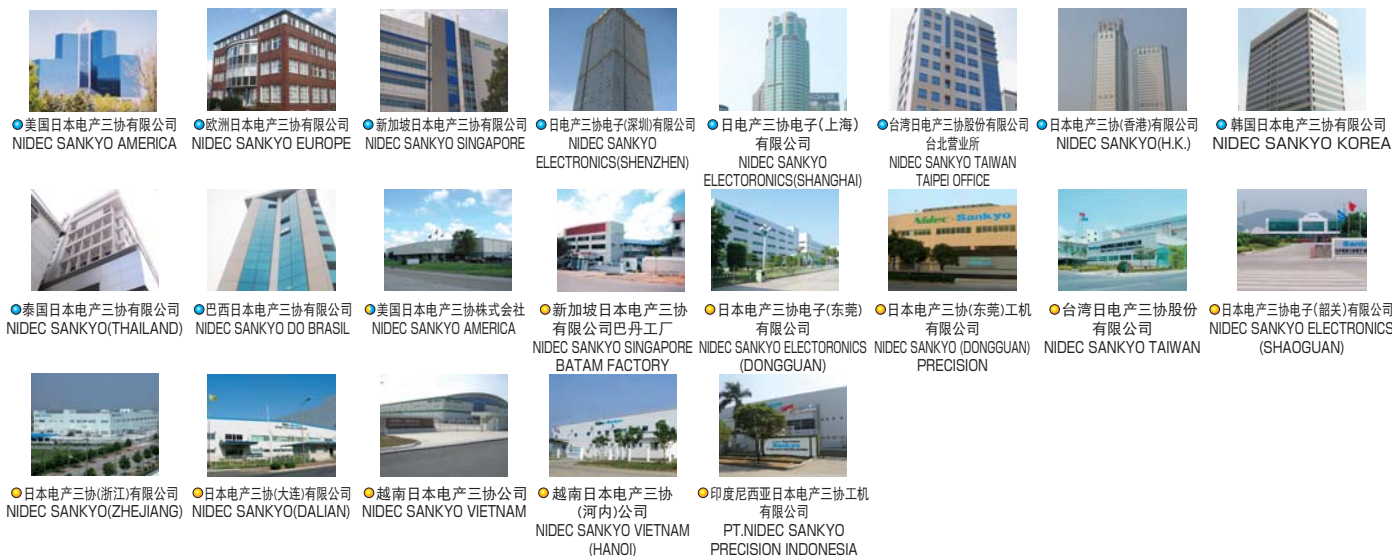 美国日本电产三协有限公司
NIDEC SANKYO AMERICA
欧洲日本电产三协有限公司
NIDEC SANKYO EUROPE
新加坡日本电产三协有限公司
NIDEC SANKYO SINGAPORE
日电产三协电子(深圳)有限公司
NIDEC SANKYO
ELECTRONICS(SHENZHEN)
日电产三协电子(上海)
有限公司
NIDEC SANKYO
ELECTORONICS(SHANGHAI)
台湾日电产三协股份有限公司
台北营业所
NIDEC SANKYO TAIWAN
TAIPEI OFFICE
日本电产三协(香港)有限公司
NIDEC SANKYO(H.K.)
韩国日本电产三协有限公司
NIDEC SANKYO KOREA
泰国日本电产三协有限公司
NIDEC SANKYO(THAILAND)
巴西日本电产三协有限公司
NIDEC SANKYO DO BRASIL
美国日本电产三协株式会社
NIDEC SANKYO AMERICA
新加坡日本电产三协
有限公司巴丹工厂
NIDEC SANKYO SINGAPORE
BATAM FACTORY
日本电产三协电子(东莞)
有限公司
NIDEC SANKYO ELECTORONICS
(DONGGUAN)
Nidec Sankyo
日本电产三协(东莞)工机
有限公司
NIDEC SANKYO (DONGGUAN)
PRECISION
台湾日电产三协股份
有限公司
NIDEC SANKYO TAIWAN
日本电产三协电子(韶关)有限公司
NIDEC SANKYO ELECTRONICS
(SHAOGUAN)
日本电产三协(浙江)有限公司
NIDEC SANKYO(ZHEJIANG)
日本电产三协(大连)有限公司
NIDEC SANKYO(DALIAN)
越南日本电产三协公司
NIDEC SANKYO VIETNAM
越南日本电产三协
(河内)公司
NIDEC SANKYO VIETNAM
(HANOI)
印度尼西亚日本电产三协工机
有限公司
PT.NIDEC SANKYO
PRECISION INDONESIA